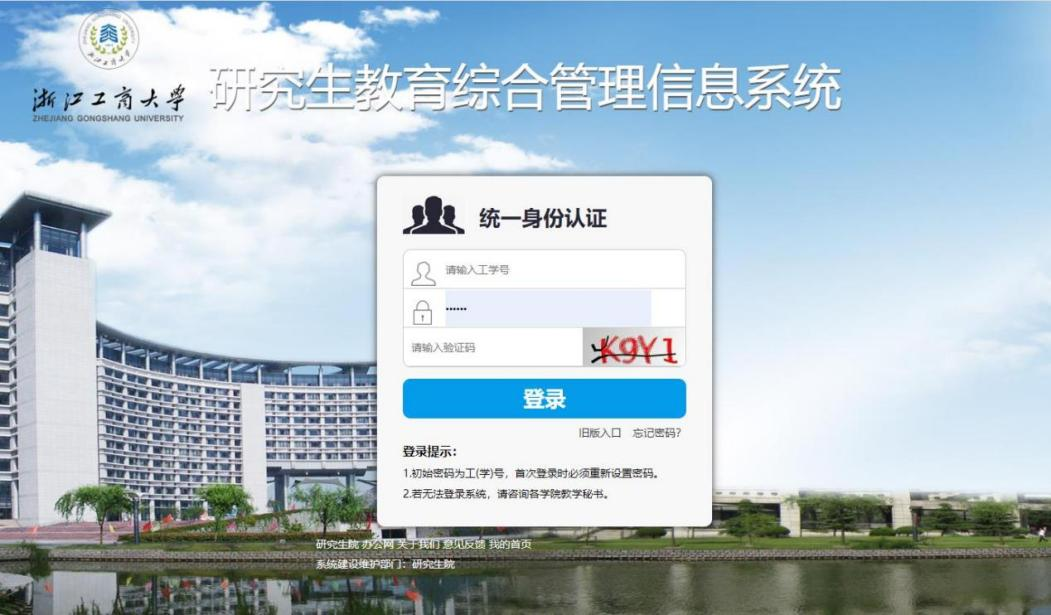 浙江工商大学
ZHEJIANG GONGSHANG UNIVERSITY
研究生教育综合管理信息系统
统一身份认证
请输入工学号
••••••
请输入验证码
K9Y1
登录
旧版入口 忘记密码?
登录提示：
1.初始密码为工(学)号，首次登录时必须重新设置密码。
2.若无法登录系统，请咨询各学院教学秘书。
研究生院 办公网 关于我们 意见反馈 我的首页
系统建设维护部门：研究生院